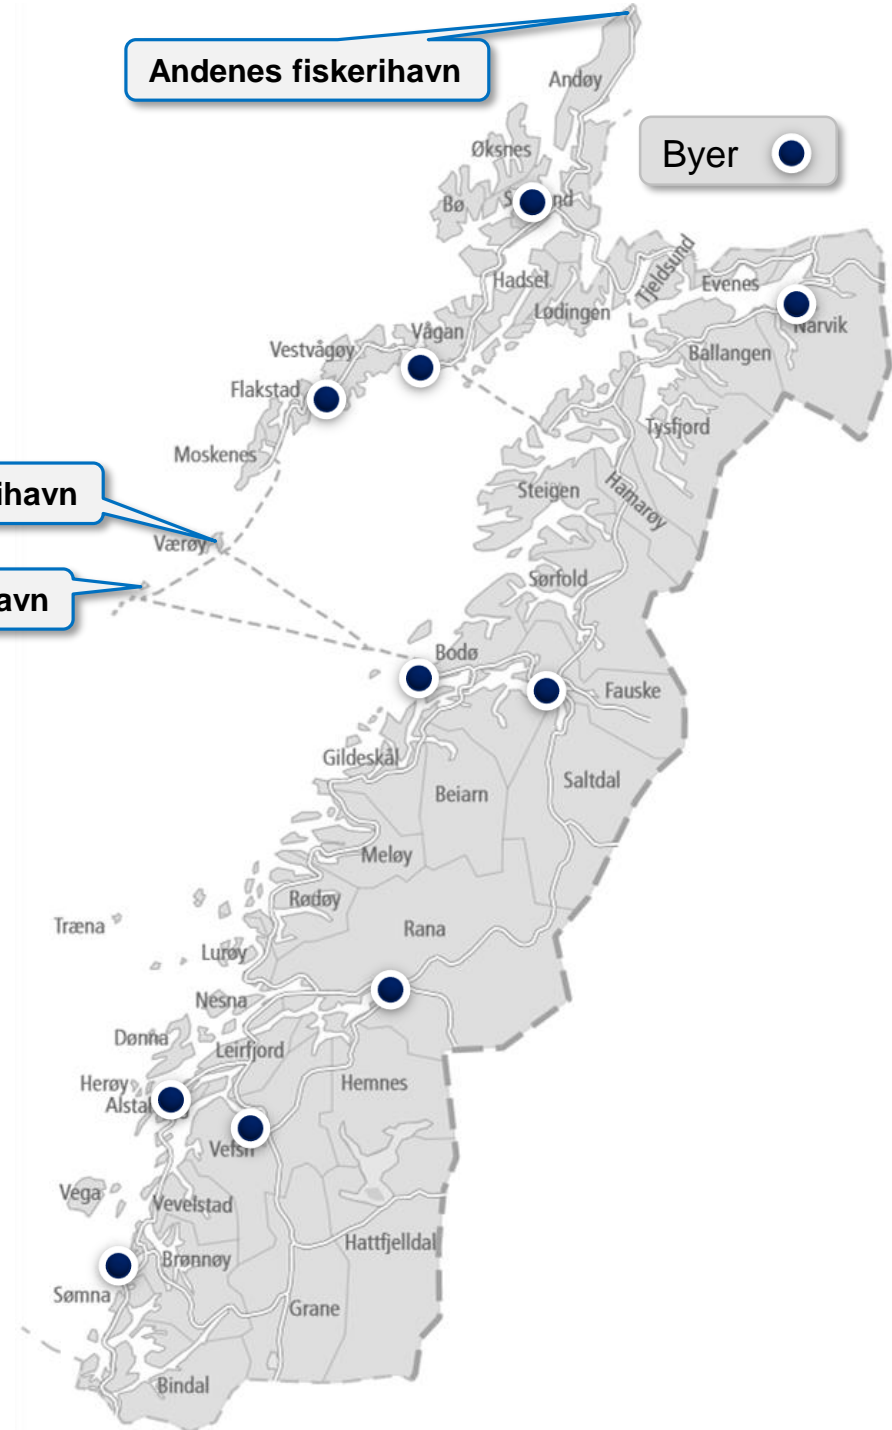 Andenes fiskerihavn
Andøy
Byer
Øksnes
Bø
Tjeldsund
Hadsel
Evenes
Lødingen
Narvik
Vågan
Vestvågøy
Ballangen
Flakstad
Tysfjord
Moskenes
Steigen
Hamarøy
ihavn
Værøy
Sørfold
avn
Bodø
Fauske
Gildeskål
Saltdal
Beiarn
Meløy
Rødøy
Træna
Rana
Lurøy
Nesna
Dønna
Leirfjord
Herøy
Hemnes
Alsta
Vefsn
Vega
Vevelstad
Hattfjelldal
Brønnøy
Sømna
Grane
Bindal